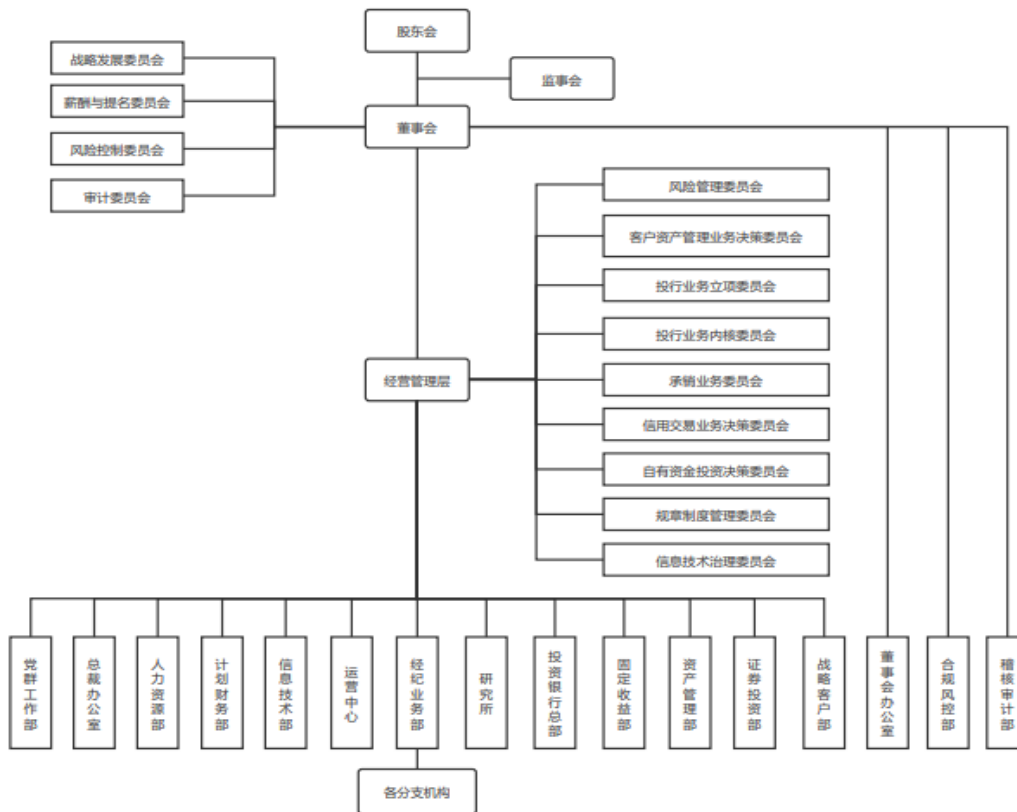 股东会
监事会
董事会
战略发展委员会
薪酬与提名委员会
风险控制委员会
审计委员会
风险管理委员会
客户资产管理业务决策委员会
投行业务立项委员会
投行业务内核委员会
经营管理层
承销业务委员会
信用交易业务决策委员会
自有资金投资决策委员会
规章制度管理委员会
信息技术治理委员会
党群工作部
总裁办公室
人力资源部
计划财务部
信息技术部
运营中心
经纪业务部
研究所
投资银行总部
固定收益部
资产管理部
证券投资部
战略客户部
董事会办公室
合规风控部
稽核审计部
各分支机构